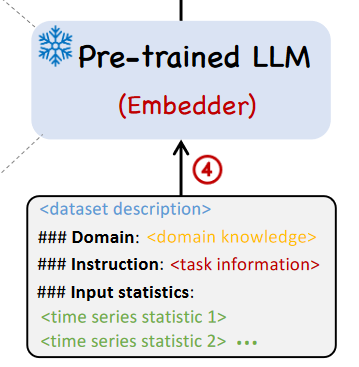 Pre-trained LLM
(Embedder)
4
<dataset description>
### Domain: <domain knowledge>
### Instruction: <task information>
### Input statistics:
<time series statistic 1>
<time series statistic 2> •••